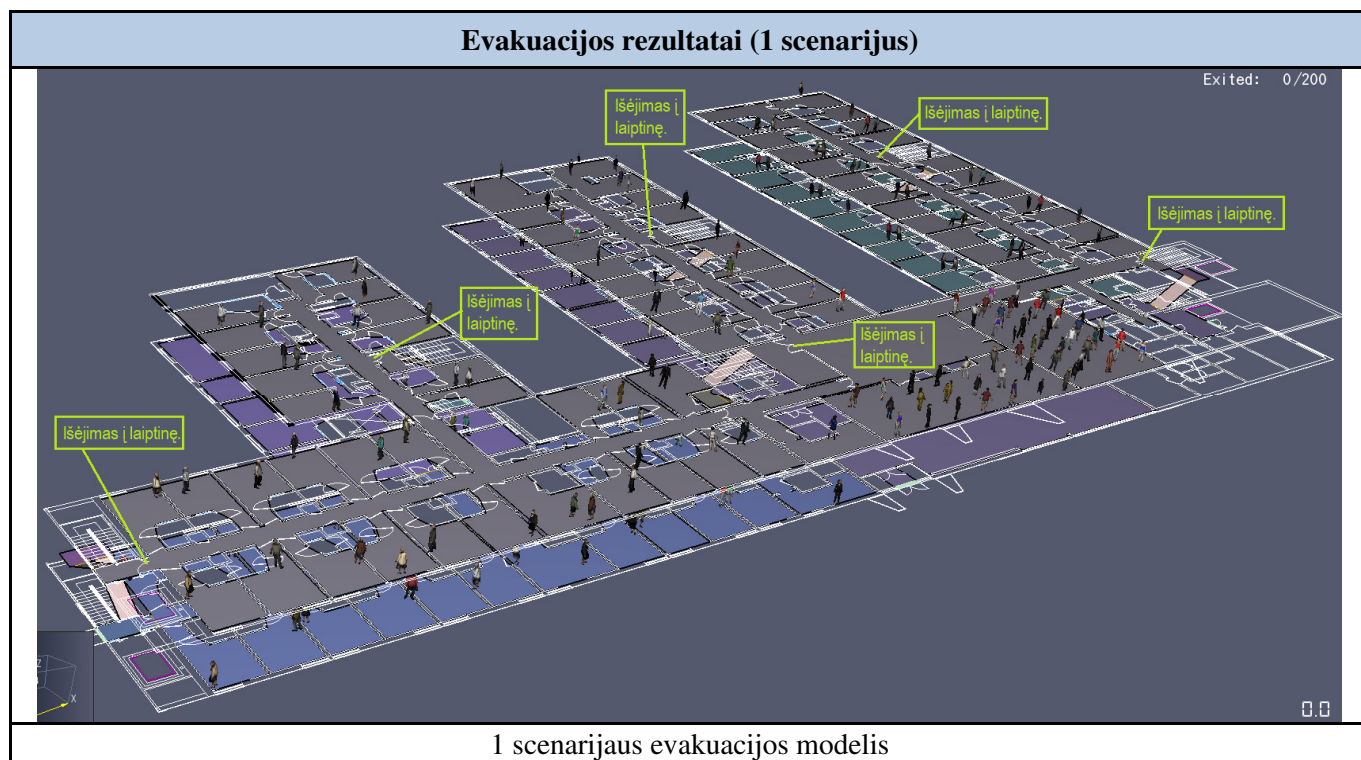 Evakuacijos rezultatai (1 scenarijus)
Exited: 0/200
Išėjimas į
laiptinę.
Išėjimas į laiptinę.
Išėjimas į laiptinę.
Išėjimas į
laiptinę.
Išėjimas į
laiptinę.
Išėjimas į laiptinę.
Z
X
0.0
1 scenarijaus evakuacijos modelis